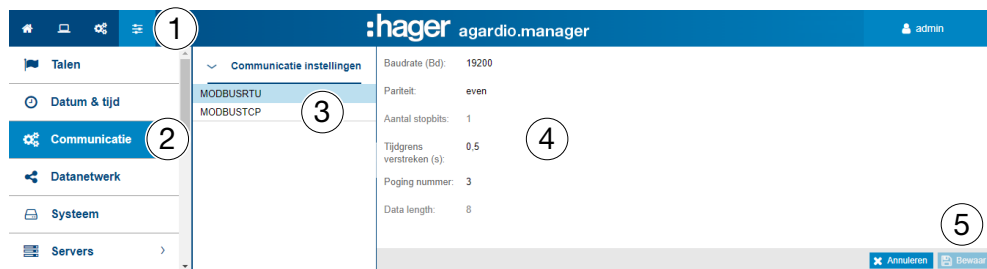 1
:hager agardio.manager
admin
Talen
Datum & tijd
Communicatie
2
Datanetwerk
Systeem
Servers
Communicatie instellingen
MODBUSRTU
MODBUSTCP
3
Baudrate (Bd): 19200
Pariteit: even
Aantal stopbits: 1
Tijdgrens
verstreken (s): 0,5
Poging nummer: 3
Data length: 8
4
5
Annuleren
Bewaar